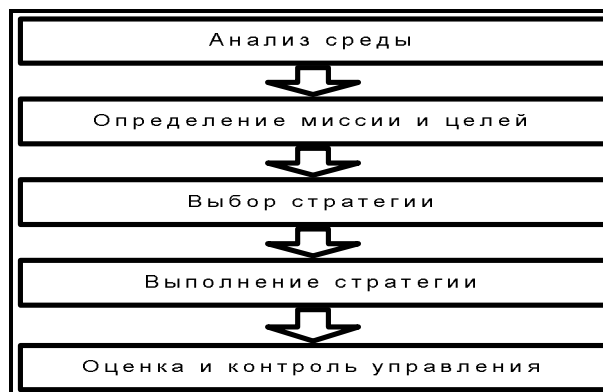 Анализ среды
Определение миссии и целей
Выбор стратегии
Выполнение стратегии
Оценка и контроль управления